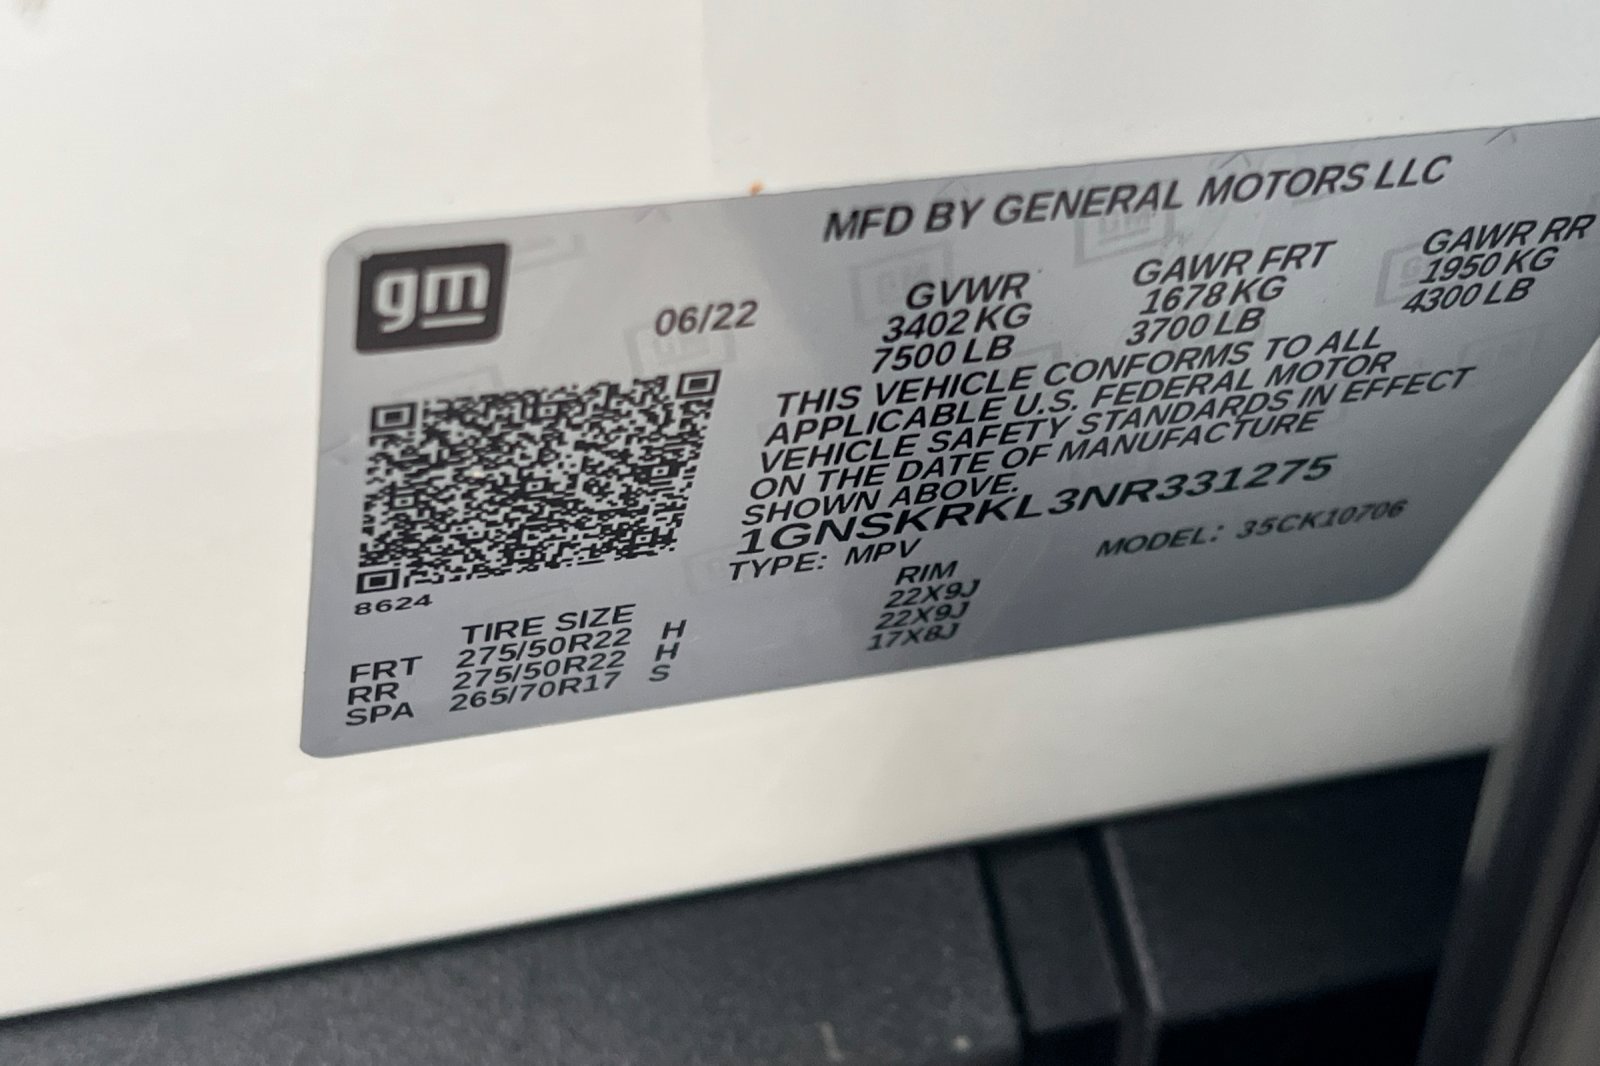 gm
MFD BY GENERAL MOTORS LLC
06/22
GVWR GAWR FRT GAWR RR
3402 KG 1678 KG 1950 KG
7500 LB 3700 LB 4300 LB
THIS VEHICLE CONFORMS TO ALL
APPLICABLE U.S. FEDERAL MOTOR
VEHICLE SAFETY STANDARDS IN EFFECT
ON THE DATE OF MANUFACTURE
SHOWN ABOVE.
1GNSKRKL3NR331275
TYPE: MPV MODEL: 35CK10706
8624
TIRE SIZE RIM
FRT 275/50R22 H 22X9J
RR 275/50R22 H 22X9J
SPA 265/70R17 S 17X8J